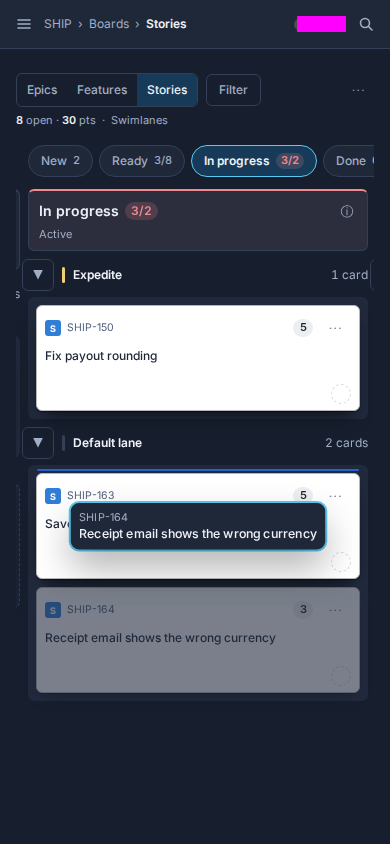 SHIP › Boards › Stories
Epics Features Stories Filter ···
8 open · 30 pts · Swimlanes
New 2 Ready 3/8 In progress 3/2 Done
In progress 3/2
Active
Expedite 1 card
S SHIP-150 5 ···
Fix payout rounding
Default lane 2 cards
S SHIP-163 5 ···
SHIP-164
Receipt email shows the wrong currency
S SHIP-164 3 ···
Receipt email shows the wrong currency